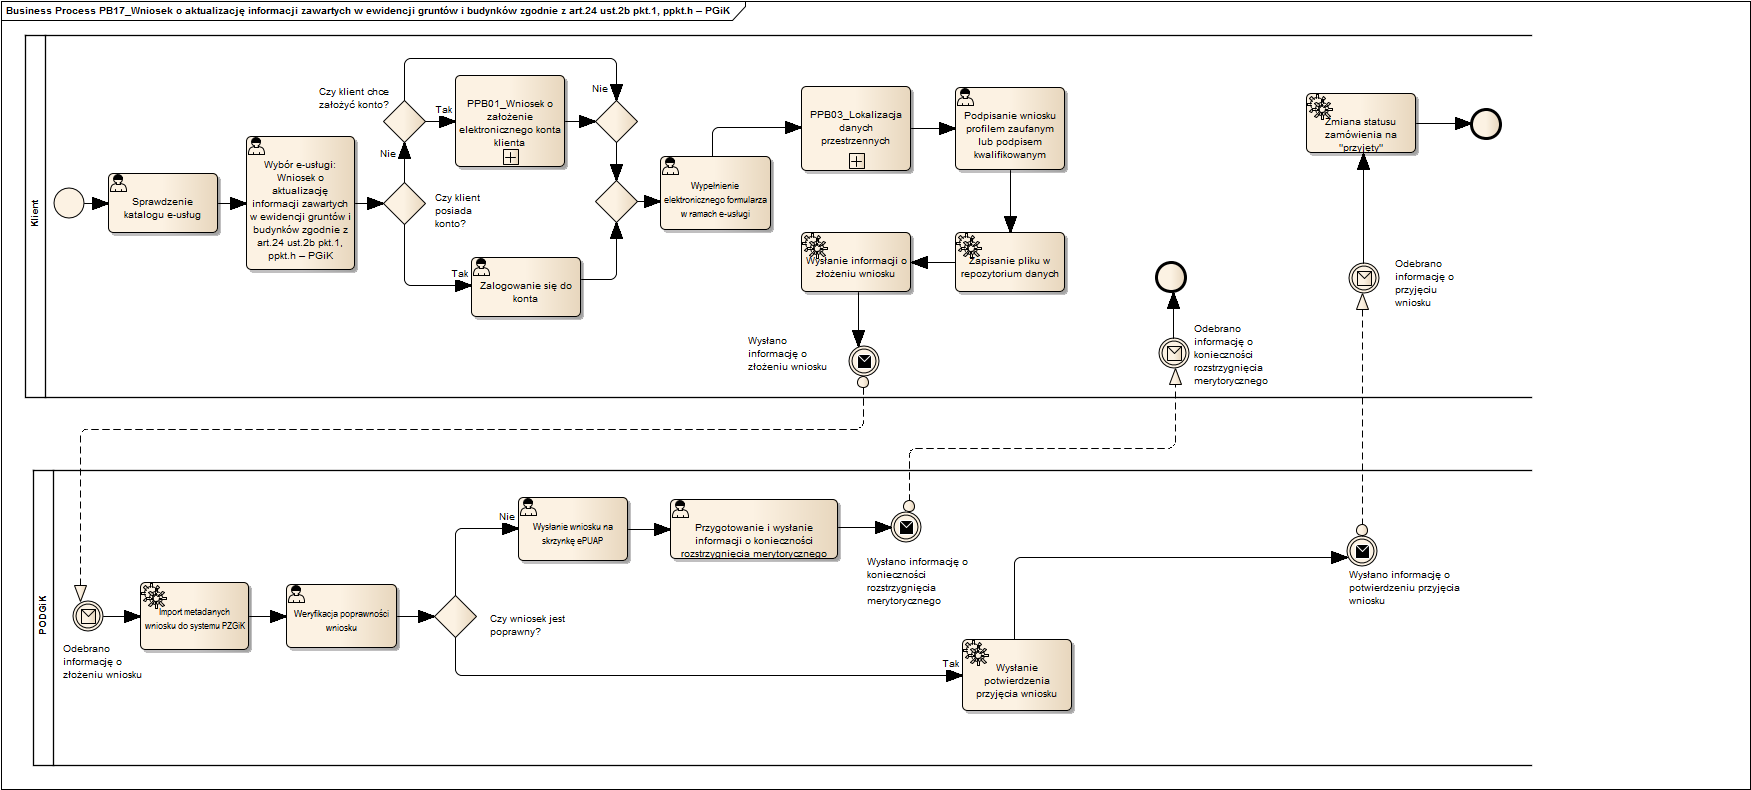 Business Process PB17_Wniosek o aktualizację informacji zawartych w ewidencji gruntów i budynków zgodnie z art.24 ust.2b pkt.1, ppkt.h – PGiK
Klient
Sprawdzenie
katalogu e-usług
Wybór e-usługi:
Wniosek o
aktualizację
informacji zawartych
w ewidencji gruntów i
budynków zgodnie z
art.24 ust.2b pkt.1,
ppkt.h – PGiK
Czy klient chce
założyć konto?
Tak
Nie
Czy klient
posiada
konto?
Tak
PPB01_Wniosek o
założenie
elektronicznego konta
klienta
Nie
Zalogowanie się do
konta
Wypełnienie
elektronicznego formularza
w ramach e-usługi
PPB03_Lokalizacja
danych
przestrzennych
Podpisanie wniosku
profilem zaufanym
lub podpisem
kwalifikowanym
Zapisanie pliku w
repozytorium danych
Wysłanie informacji o
złożeniu wniosku
Wysłano
informację o
złożeniu wniosku
Odebrano
informację o
konieczności
rozstrzygnięcia
merytorycznego
Zmiana statusu
zamówienia na
"przyjęty"
Odebrano
informację o
przyjęciu
wniosku
PODGiK
Odebrano
informację o
złożeniu wniosku
Import metadanych
wniosku do systemu PZGiK
Weryfikacja poprawności
wniosku
Czy wniosek jest
poprawny?
Nie
Wysłanie wniosku na
skrzynkę ePUAP
Przygotowanie i wysłanie
informacji o konieczności
rozstrzygnięcia merytorycznego
Wysłano informację o
konieczności
rozstrzygnięcia
merytorycznego
Tak
Wysłanie
potwierdzenia
przyjęcia wniosku
Wysłano informację o
potwierdzeniu przyjęcia
wniosku